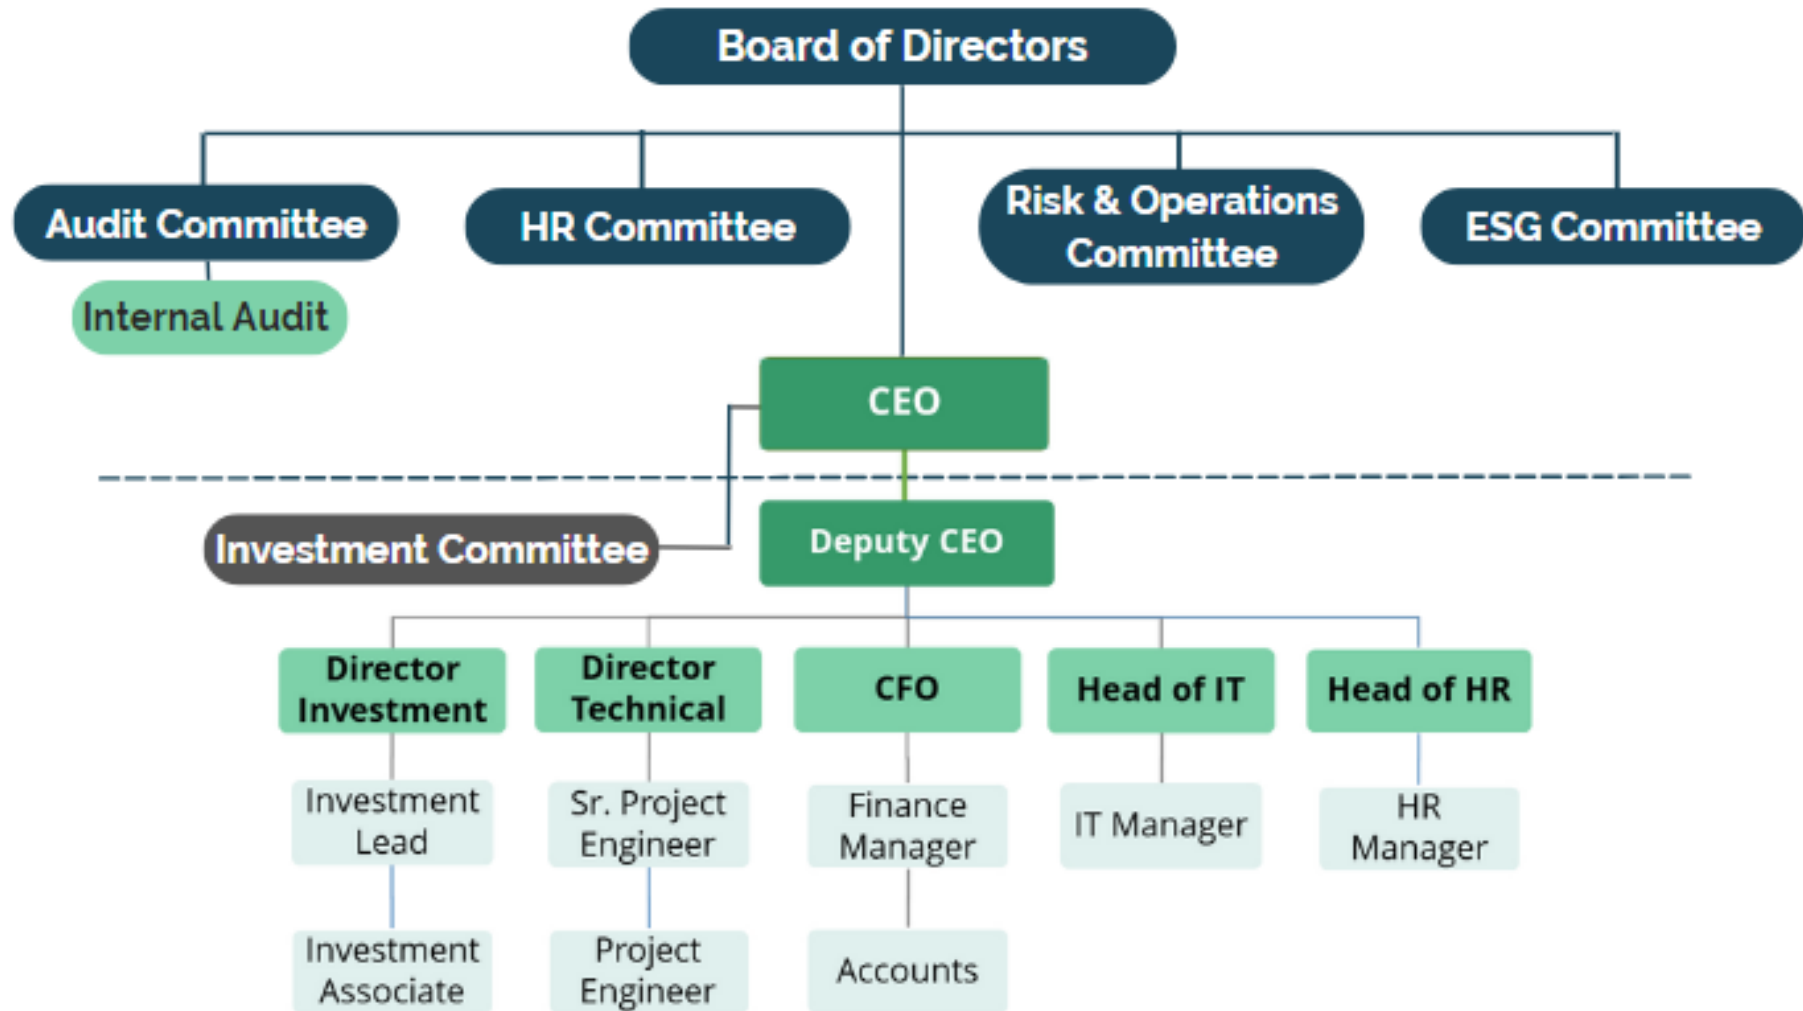 Board of Directors
Audit Committee
HR Committee
Risk & Operations
Committee
ESG Committee
Internal Audit
CEO
Investment Committee
Deputy CEO
Director
Investment
Director
Technical
CFO
Head of IT
Head of HR
Investment
Lead
Sr. Project
Engineer
Finance
Manager
IT Manager
HR
Manager
Investment
Associate
Project
Engineer
Accounts